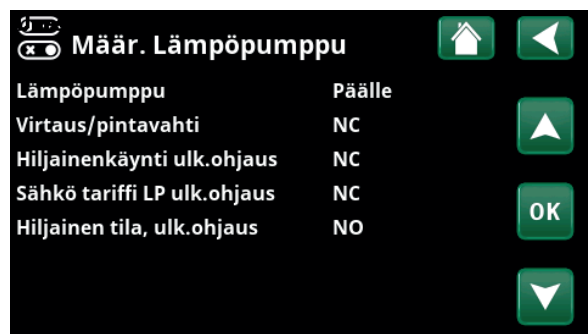 Määr. Lämpöpumppu
Lämpöpumppu Päälle
Virtaus/pintavahti NC
Hiljainenkäynti ulk.ohjaus NC
Sähkö tariffi LP ulk.ohjaus NC
Hiljainen tila, ulk.ohjaus NO
OK